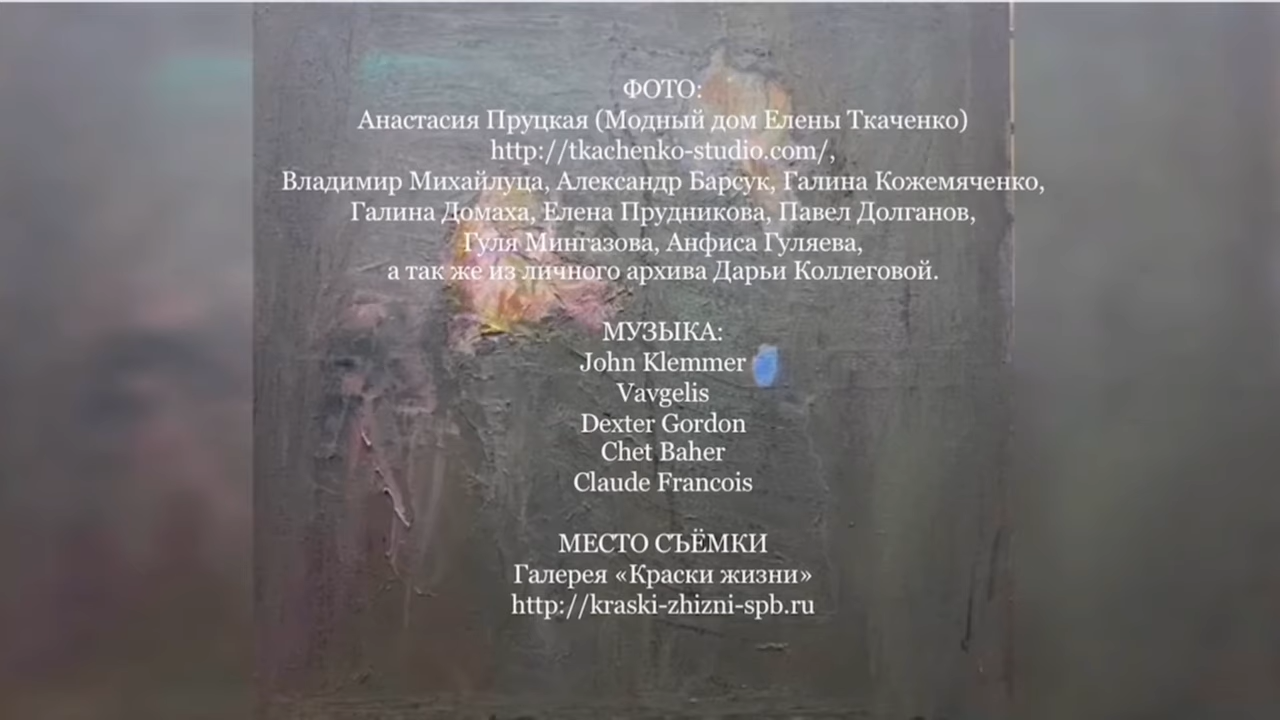 ФОТО:
Анастасия Пруцкая (Модный дом Елены Ткаченко)
http://tkachenko-studio.com/,
Владимир Михайлуца, Александр Барсук, Галина Кожемяченко,
Галина Домаха, Елена Прудникова, Павел Долганов,
Гуля Мингазова, Анфиса Гуляева,
а так же из личного архива Дарьи Коллеговой.
МУЗЫКА:
John Klemmer
Vavgelis
Dexter Gordon
Chet Baher
Claude Francois
МЕСТО СЪЁМКИ
Галерея «Краски жизни»
http://kraski-zhizni-spb.ru